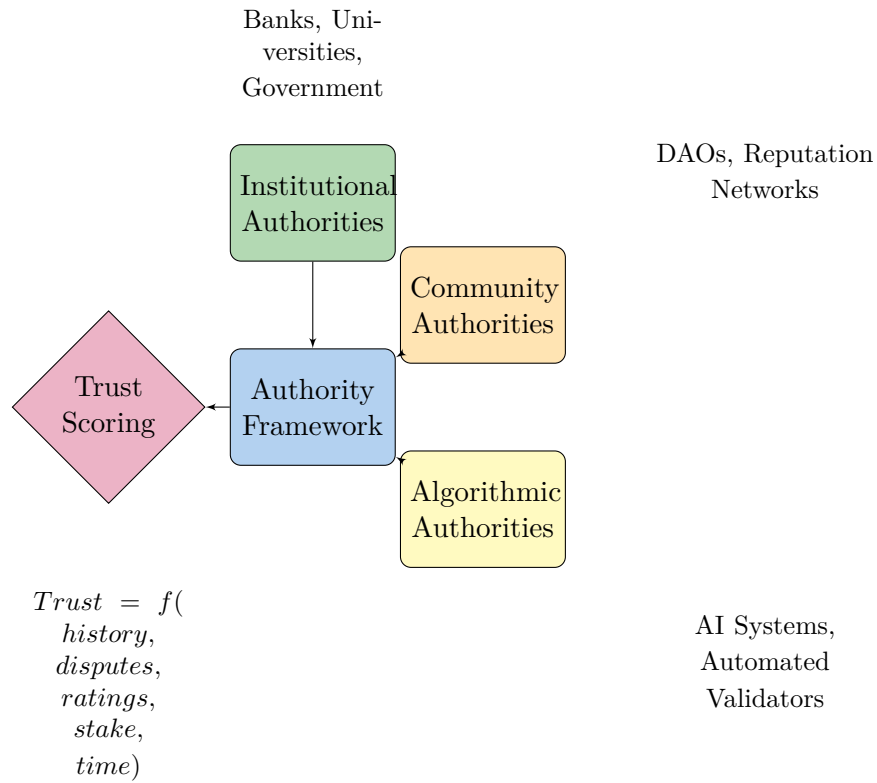 Banks, Uni-
versities,
Government
DAOs, Reputation
Networks
Institutional
Authorities
Community
Authorities
Trust
Scoring
Authority
Framework
Algorithmic
Authorities
Trust = f(
history,
disputes,
ratings,
stake,
time)
AI Systems,
Automated
Validators